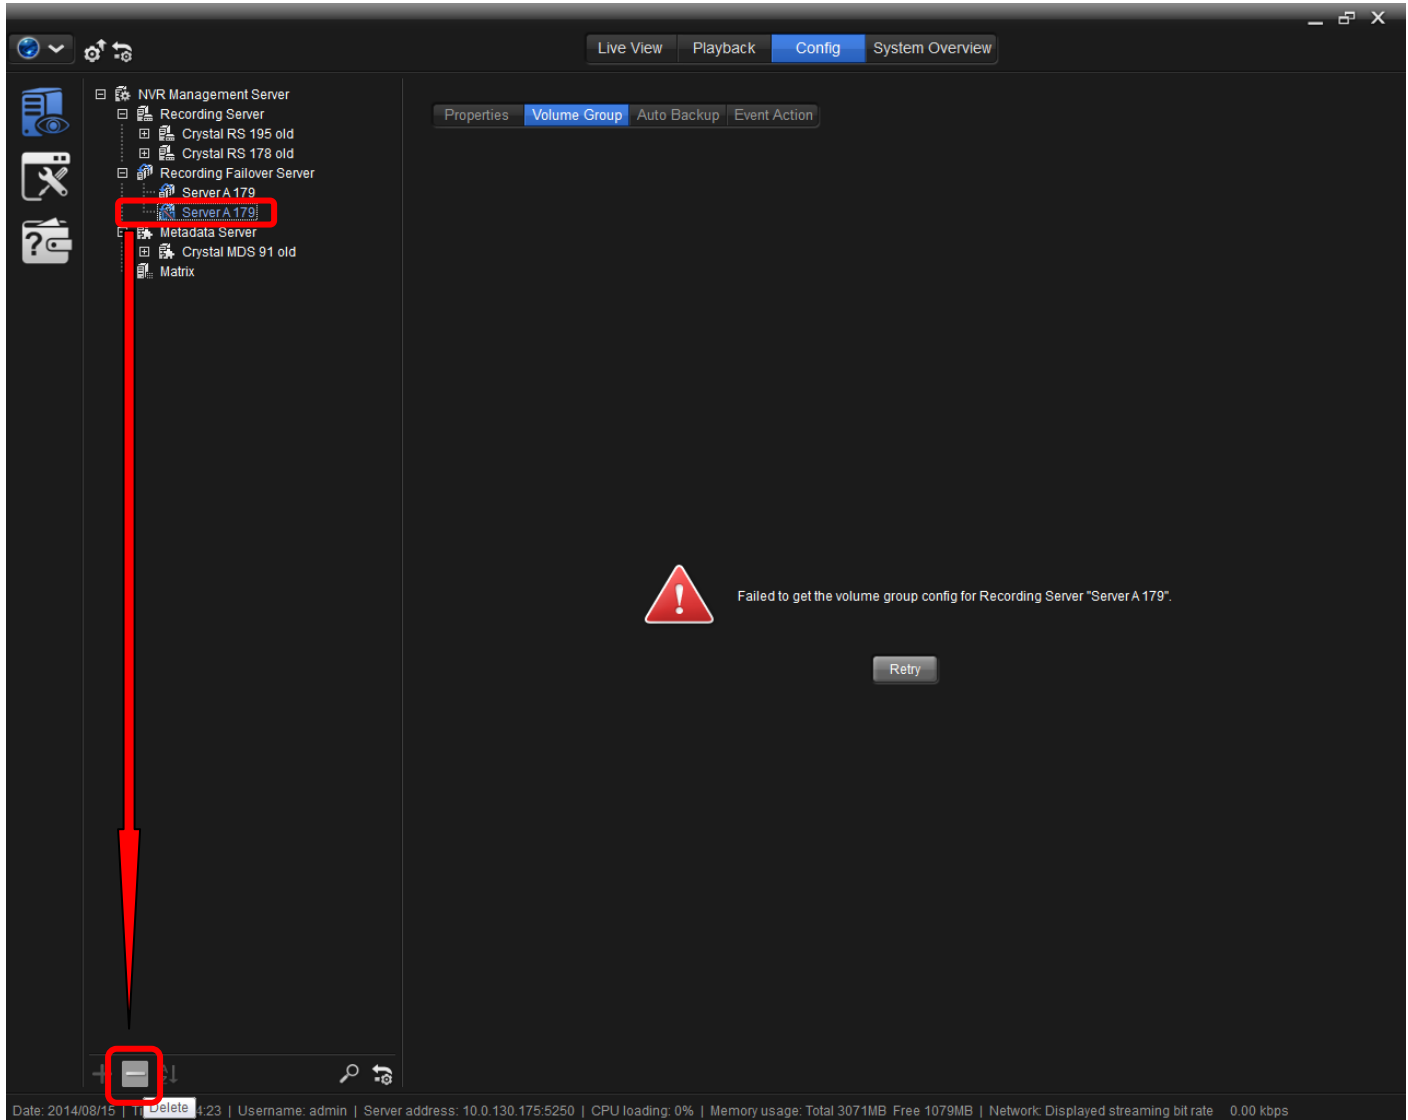 Live View Playback Config System Overview
NVR Management Server
Recording Server
Crystal RS 195 old
Crystal RS 178 old
Recording Failover Server
Server A 179
Server A 179
Metadata Server
Crystal MDS 91 old
Matrix
Properties Volume Group Auto Backup Event Action
Failed to get the volume group config for Recording Server "Server A 179".
Retry
Delete
Date: 2014/08/15 | 4:23 | Username: admin | Server address: 10.0.130.175:5250 | CPU loading: 0% | Memory usage: Total 3071MB Free 1079MB | Network: Displayed streaming bit rate 0.00 kbps